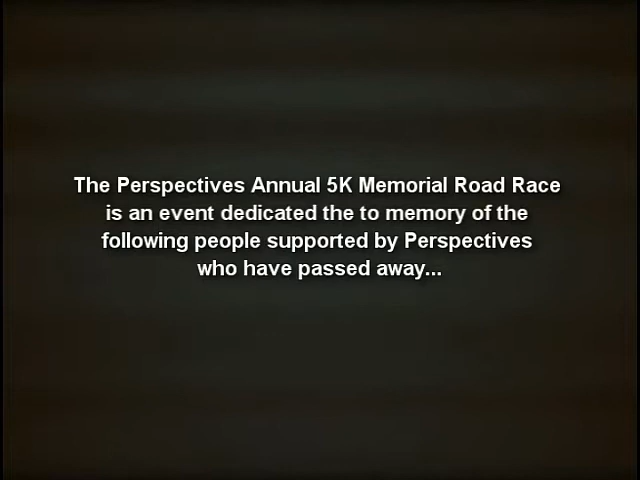 The Perspectives Annual 5K Memorial Road Race
is an event dedicated the to memory of the
following people supported by Perspectives
who have passed away...